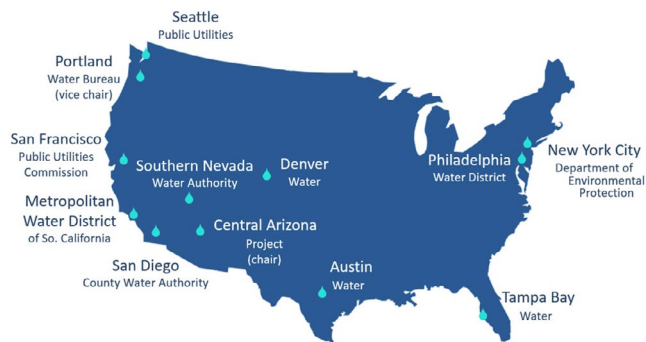 Seattle
Public Utilities
Portland
Water Bureau
(vice chair)
San Francisco
Public Utilities
Commission
Southern Nevada
Water Authority
Denver
Water
Philadelphia
Water District
New York City
Department of
Environmental
Protection
Metropolitan
Water District
of So. California
Central Arizona
Project
(chair)
San Diego
County Water Authority
Austin
Water
Tampa Bay
Water